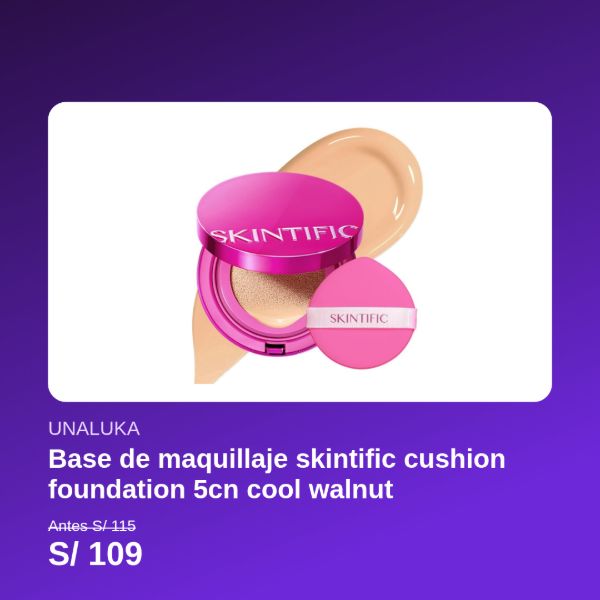 SKINTIFIC
SKINTIFIC
UNALUKA
Base de maquillaje skintific cushion
foundation 5cn cool walnut
Antes S/ 115
S/ 109